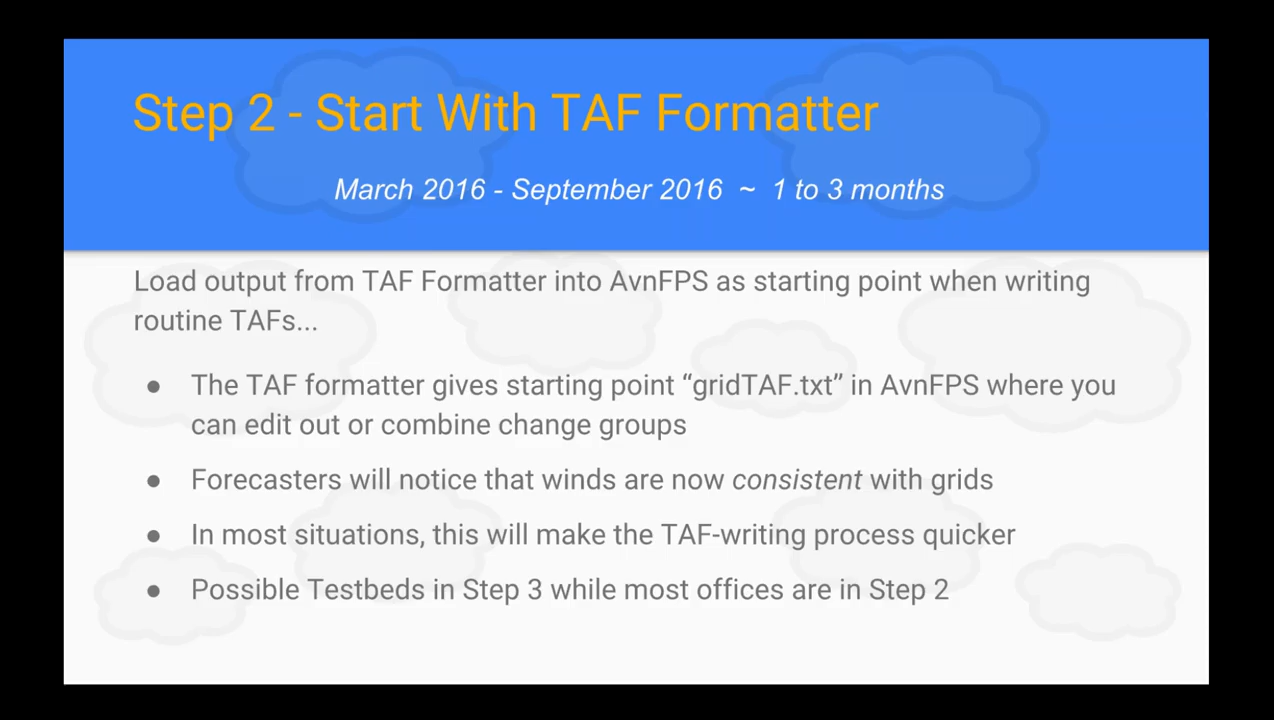 Step 2 - Start With TAF Formatter
March 2016 - September 2016 ~ 1 to 3 months
Load output from TAF Formatter into AvnFPS as starting point when writing
routine TAFs...
● The TAF formatter gives starting point “gridTAF.txt” in AvnFPS where you
can edit out or combine change groups
● Forecasters will notice that winds are now consistent with grids
● In most situations, this will make the TAF-writing process quicker
● Possible Testbeds in Step 3 while most offices are in Step 2